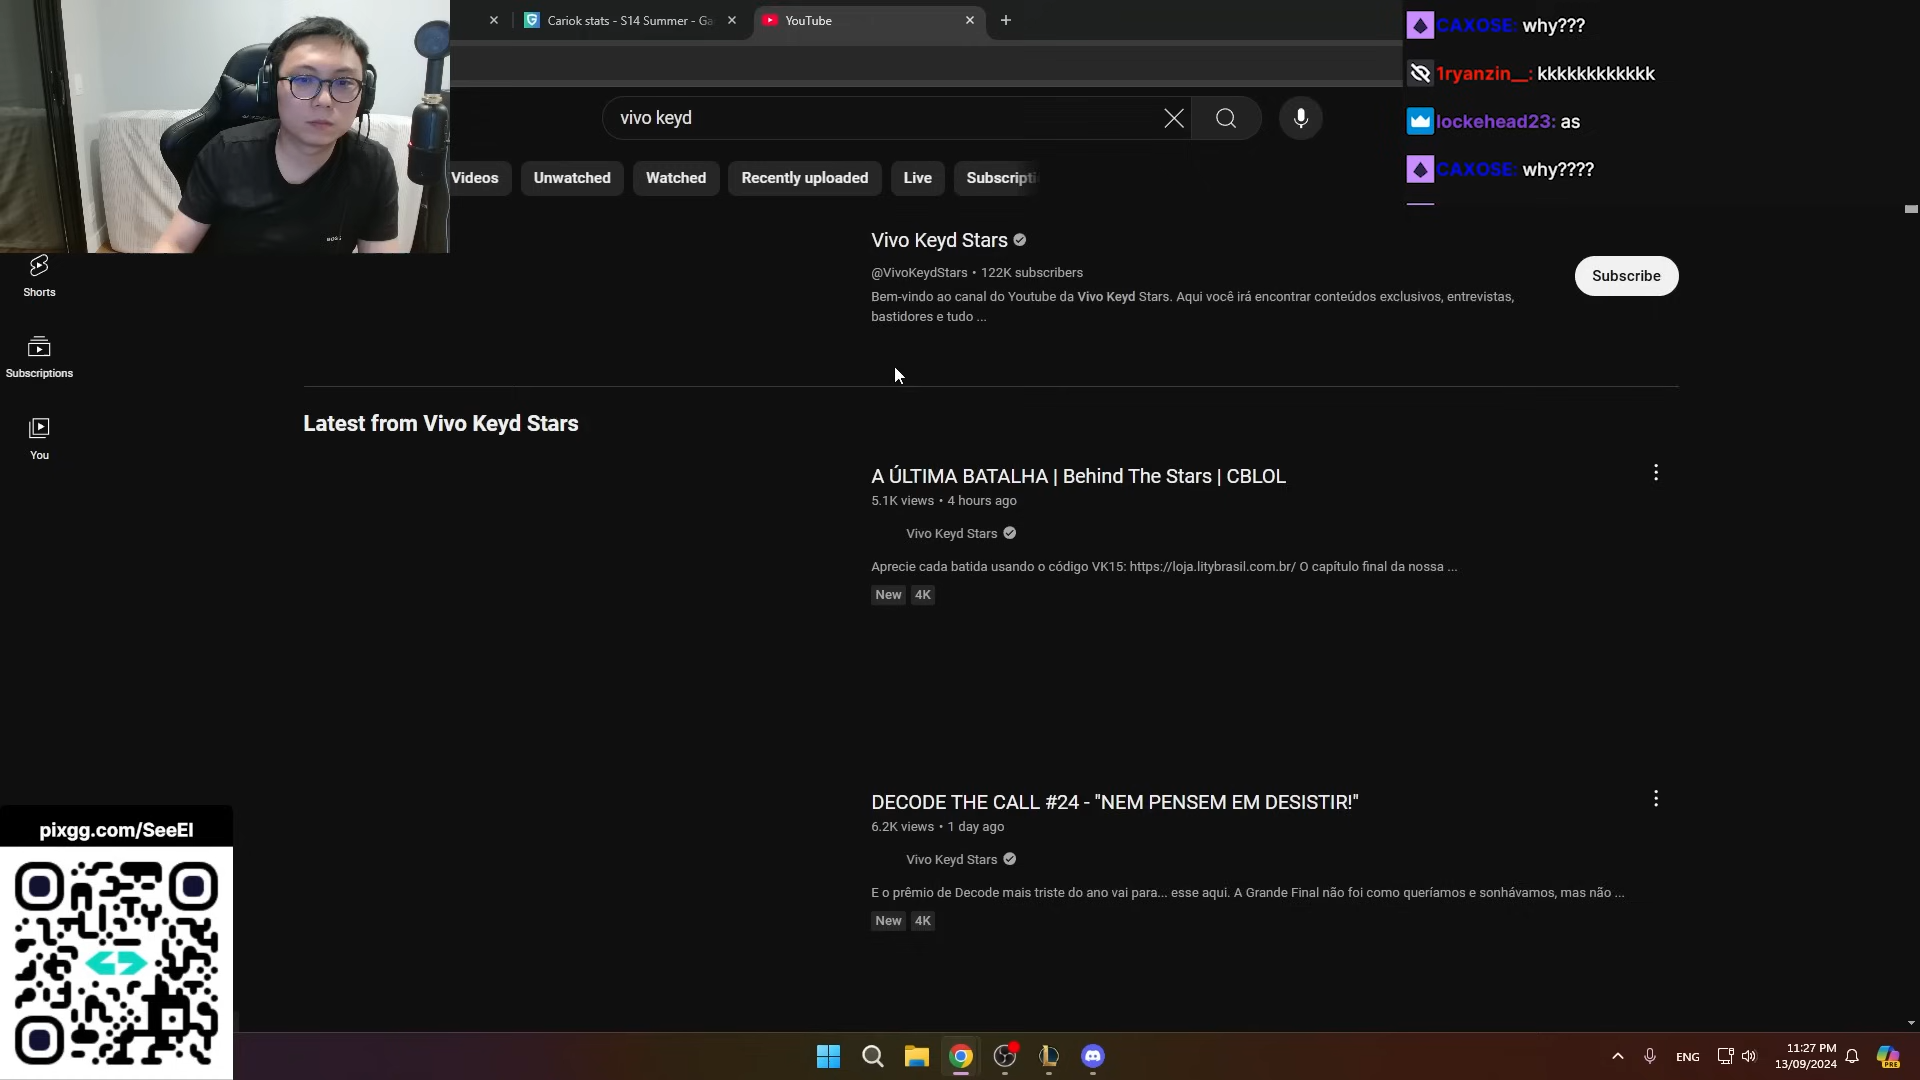 Cariok stats - S14 Summer - Ga
YouTube
CAXOSE: why???
1ryanzin__: kkkkkkkkkkkk
lockehead23: as
CAXOSE: why????
vivo keyd
Videos
Unwatched
Watched
Recently uploaded
Live
Subscripti
Shorts
Subscriptions
You
Vivo Keyd Stars
@VivoKeydStars • 122K subscribers
Bem-vindo ao canal do Youtube da Vivo Keyd Stars. Aqui você irá encontrar conteúdos exclusivos, entrevistas,
bastidores e tudo ...
Subscribe
Latest from Vivo Keyd Stars
A ÚLTIMA BATALHA | Behind The Stars | CBLOL
5.1K views • 4 hours ago
Vivo Keyd Stars
Aprecie cada batida usando o código VK15: https://loja.litybrasil.com.br/ O capítulo final da nossa ...
New 4K
DECODE THE CALL #24 - "NEM PENSEM EM DESISTIR!"
6.2K views • 1 day ago
Vivo Keyd Stars
E o prêmio de Decode mais triste do ano vai para... esse aqui. A Grande Final não foi como queríamos e sonhávamos, mas não ...
New 4K
pixgg.com/SeeEl
ENG
11:27 PM
13/09/2024
PRE